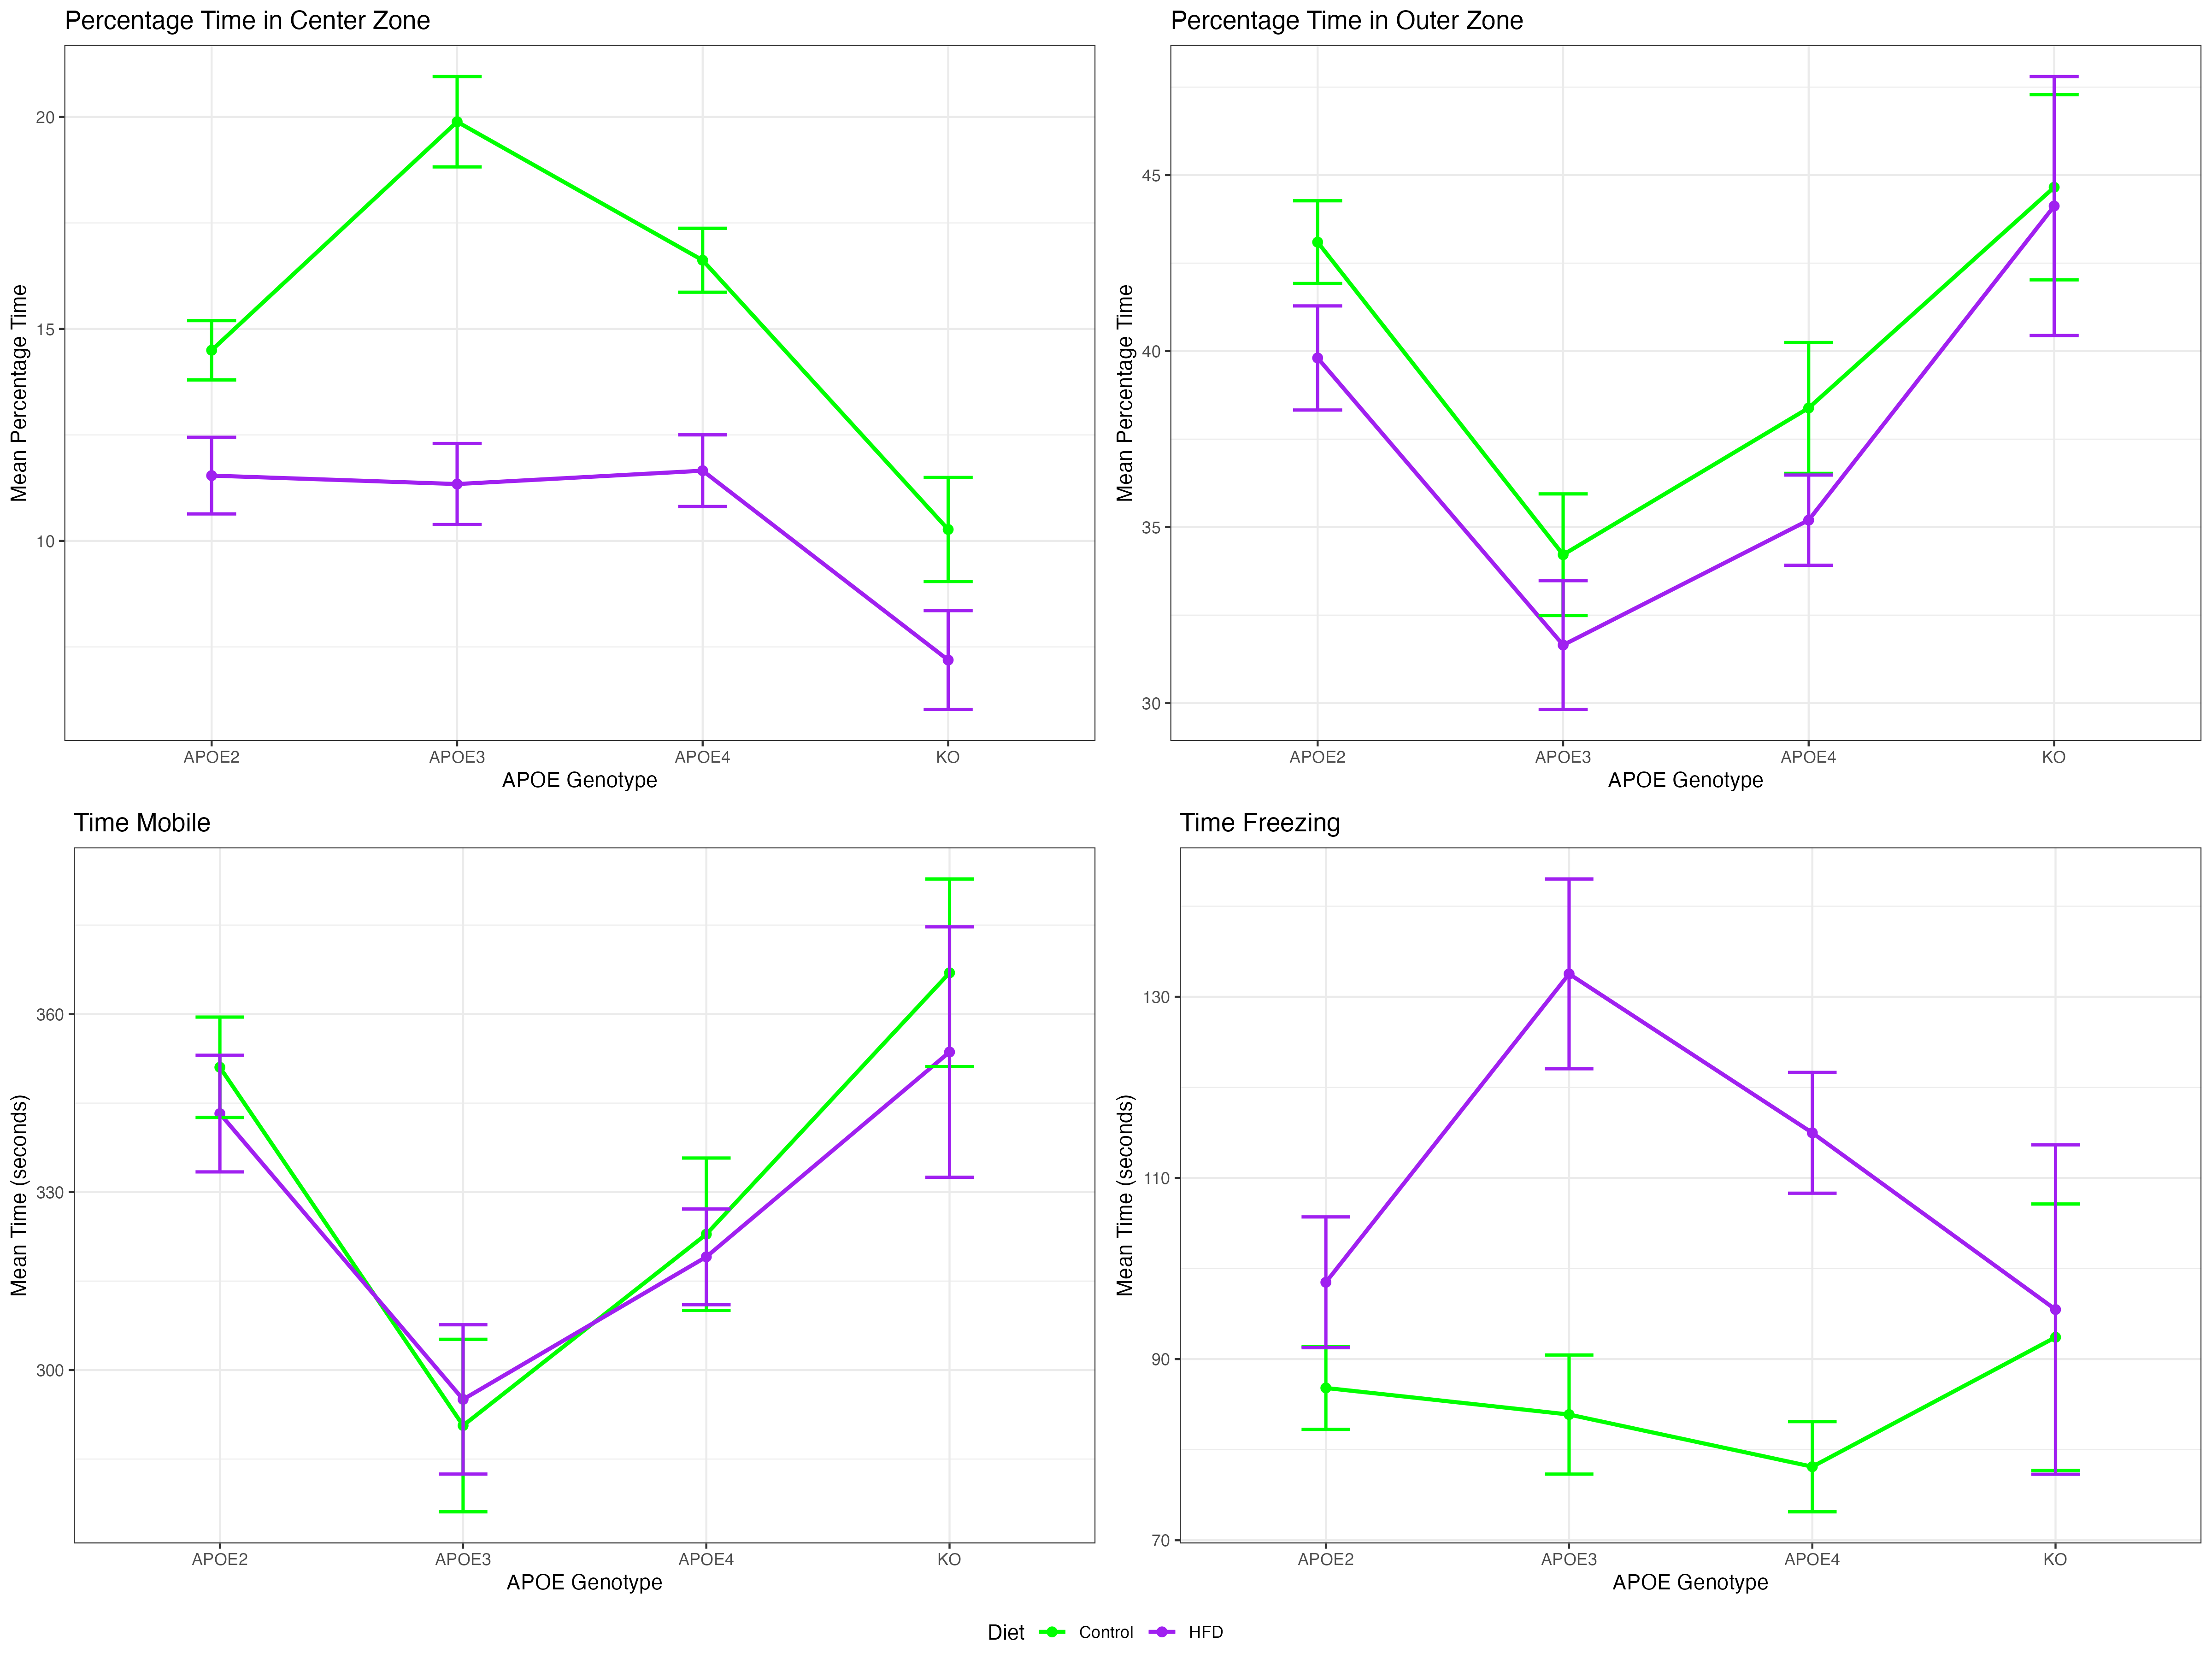 Percentage Time in Center Zone
Mean Percentage Time
20
15
10
APOE2 APOE3 APOE4 KO
APOE Genotype
Percentage Time in Outer Zone
Mean Percentage Time
45
40
35
30
APOE2 APOE3 APOE4 KO
APOE Genotype
Time Mobile
Mean Time (seconds)
360
330
300
APOE2 APOE3 APOE4 KO
APOE Genotype
Time Freezing
Mean Time (seconds)
130
110
90
70
APOE2 APOE3 APOE4 KO
APOE Genotype
Diet Control HFD